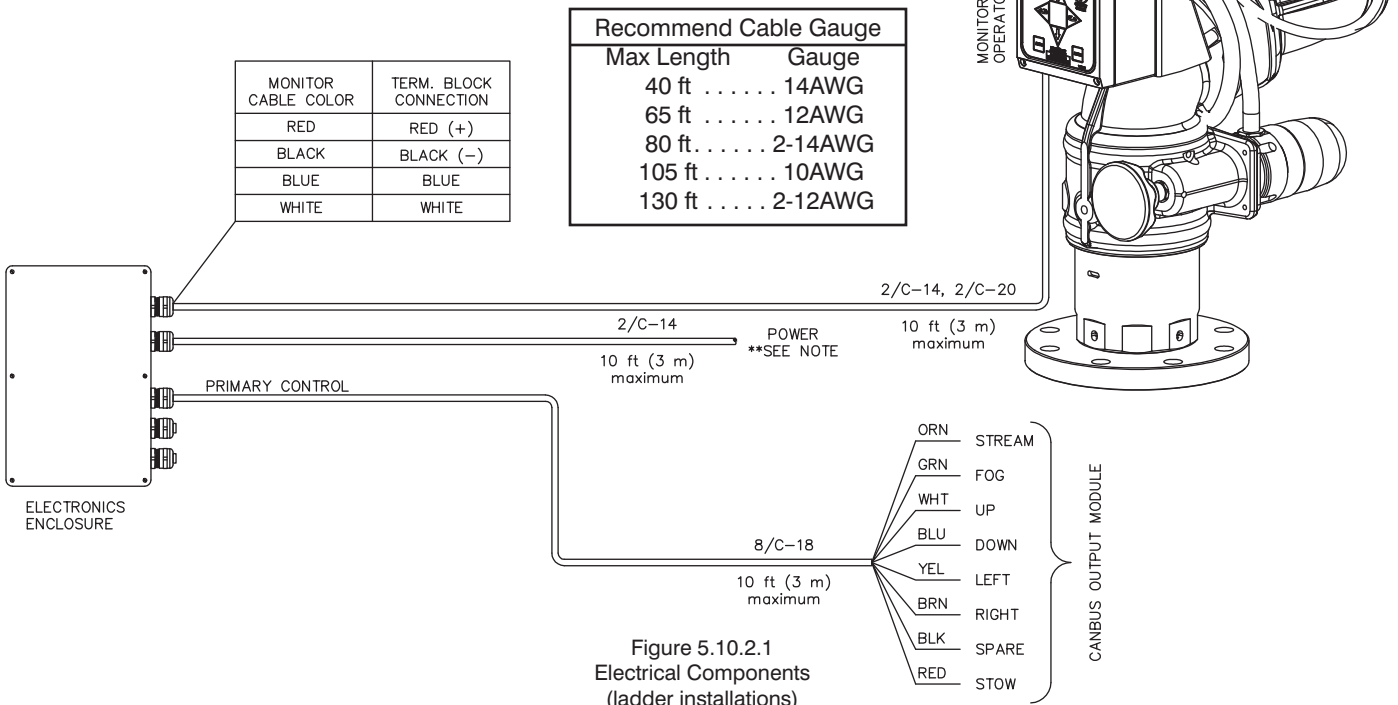 MONITOR
OPERATO
Recommend Cable Gauge
Max Length Gauge
40 ft . . . . . . 14AWG
65 ft . . . . . . 12AWG
80 ft. . . . . . 2-14AWG
105 ft . . . . . . 10AWG
130 ft . . . . . 2-12AWG
MONITOR CABLE COLOR TERM. BLOCK CONNECTION
RED RED (+)
BLACK BLACK (−)
BLUE BLUE
WHITE WHITE
2/C−14, 2/C−20
10 ft (3 m)
maximum
2/C−14
10 ft (3 m)
maximum
POWER
**SEE NOTE
PRIMARY CONTROL
ELECTRONICS
ENCLOSURE
8/C−18
10 ft (3 m)
maximum
ORN STREAM
GRN FOG
WHT UP
BLU DOWN
YEL LEFT
BRN RIGHT
BLK SPARE
RED STOW
CANBUS OUTPUT MODULE
Figure 5.10.2.1
Electrical Components
(ladder installations)